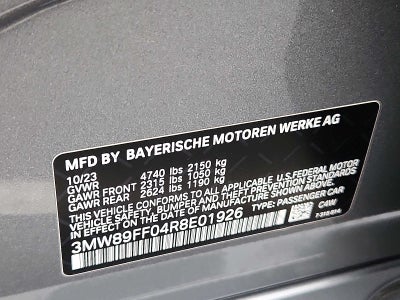 MFD BY BAYERISCHE MOTOREN WERKE AG
10/23
GVWR 4740 lbs 2150 kg
GAWR FRONT 2315 lbs 1050 kg
GAWR REAR 2624 lbs 1190 kg
THIS VEHICLE CONFORMS TO ALL APPLICABLE U.S. FEDERAL MOTOR
VEHICLE SAFETY, BUMPER, AND THEFT PREVENTION STANDARDS
IN EFFECT ON THE DATE OF MANUFACTURE SHOWN ABOVE.
3MW89FF04R8E01926 TYPE: PASSENGER CAR
C4W